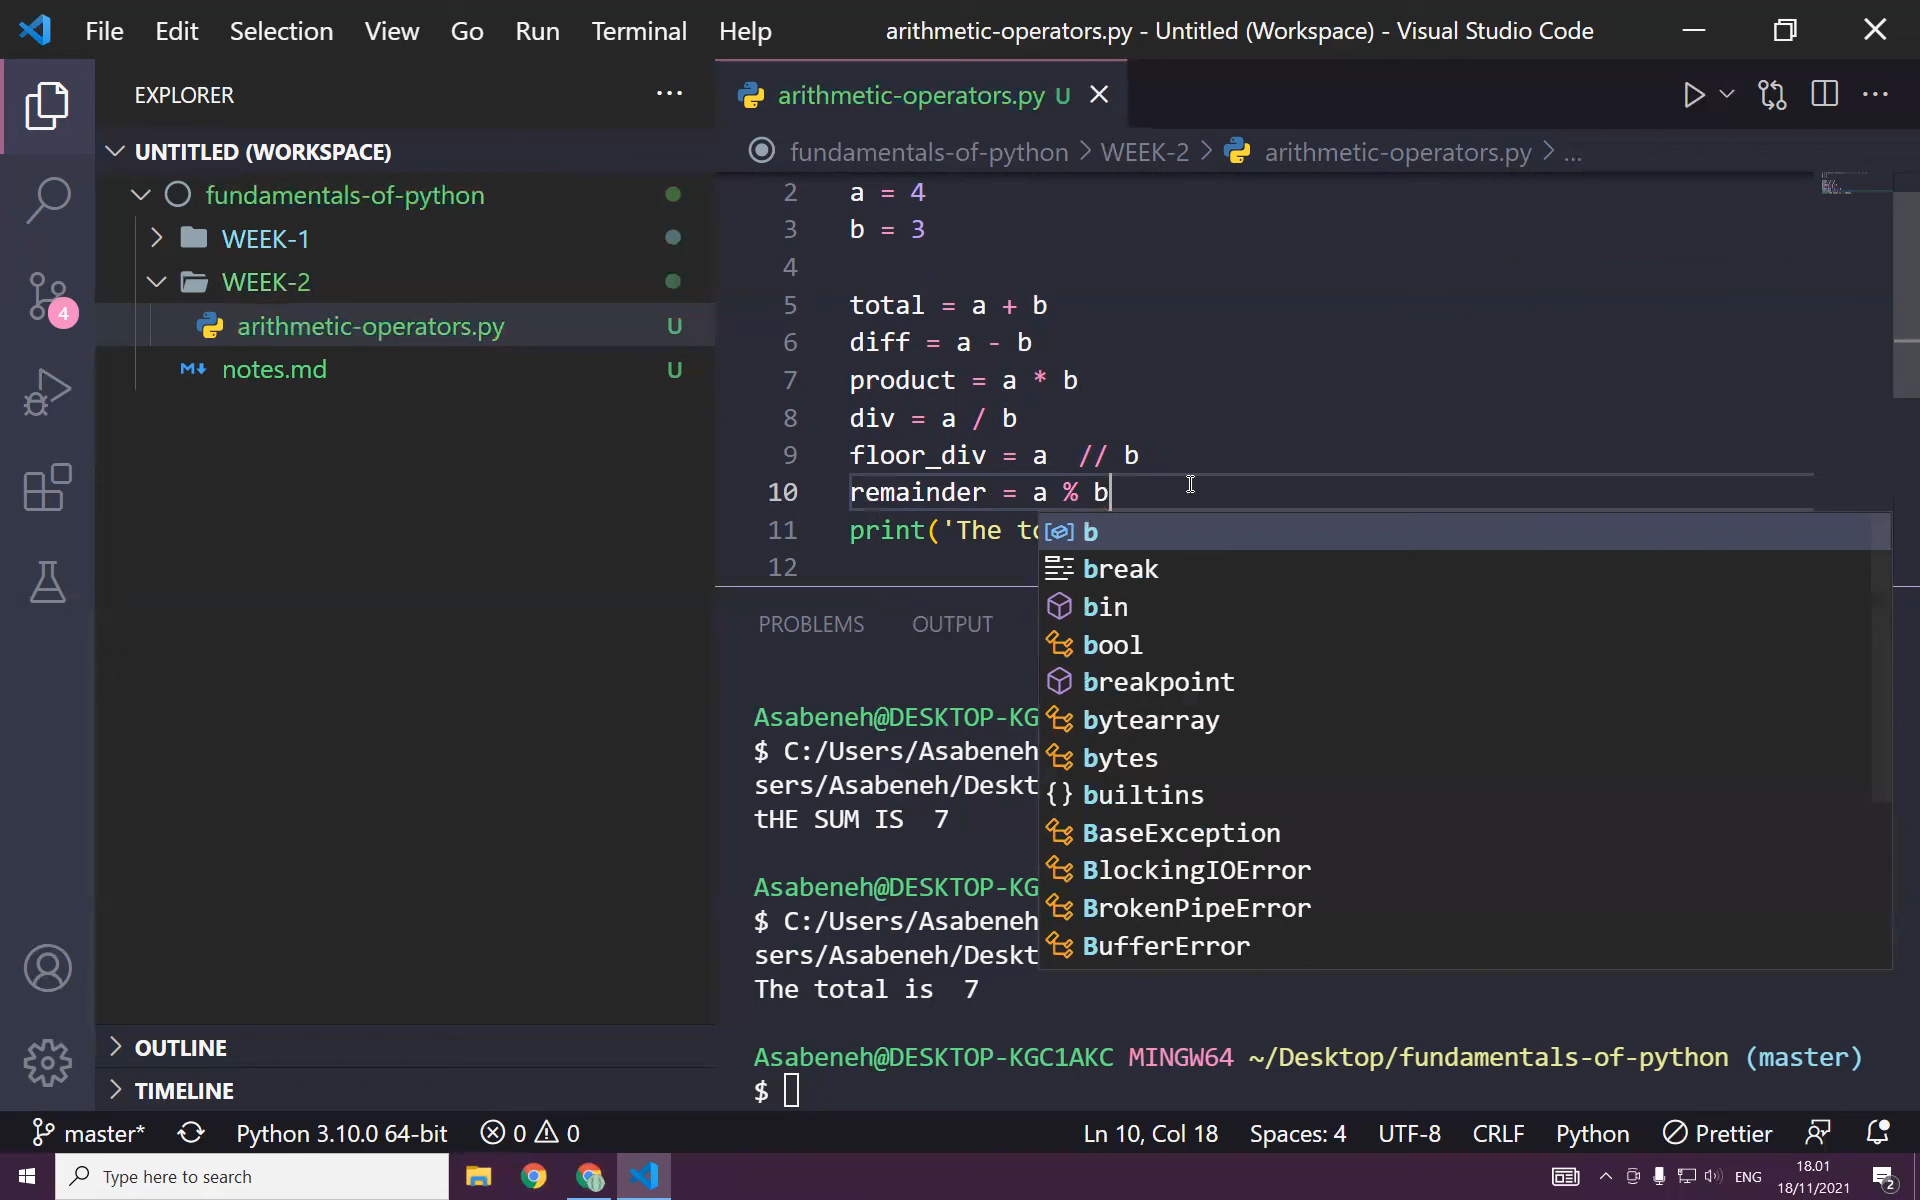 File Edit Selection View Go Run Terminal Help arithmetic-operators.py - Untitled (Workspace) - Visual Studio Code
EXPLORER
UNTITLED (WORKSPACE)
fundamentals-of-python
WEEK-1
WEEK-2
arithmetic-operators.py U
notes.md U
OUTLINE
TIMELINE
4
arithmetic-operators.py U
fundamentals-of-python > WEEK-2 > arithmetic-operators.py > ...
2 a = 4
3 b = 3
4
5 total = a + b
6 diff = a - b
7 product = a * b
8 div = a / b
9 floor_div = a  // b
10 remainder = a % b
11 print('The to
12
b
break
bin
bool
breakpoint
bytearray
bytes
builtins
BaseException
BlockingIOError
BrokenPipeError
BufferError
PROBLEMS OUTPUT
Asabeneh@DESKTOP-KG
$ C:/Users/Asabeneh
sers/Asabeneh/Deskt
tHE SUM IS  7
Asabeneh@DESKTOP-KG
$ C:/Users/Asabeneh
sers/Asabeneh/Deskt
The total is  7
Asabeneh@DESKTOP-KGC1AKC MINGW64 ~/Desktop/fundamentals-of-python (master)
$
master* Python 3.10.0 64-bit 0 0 Ln 10, Col 18 Spaces: 4 UTF-8 CRLF Python Prettier
Type here to search ENG 18.01
18/11/2021 2